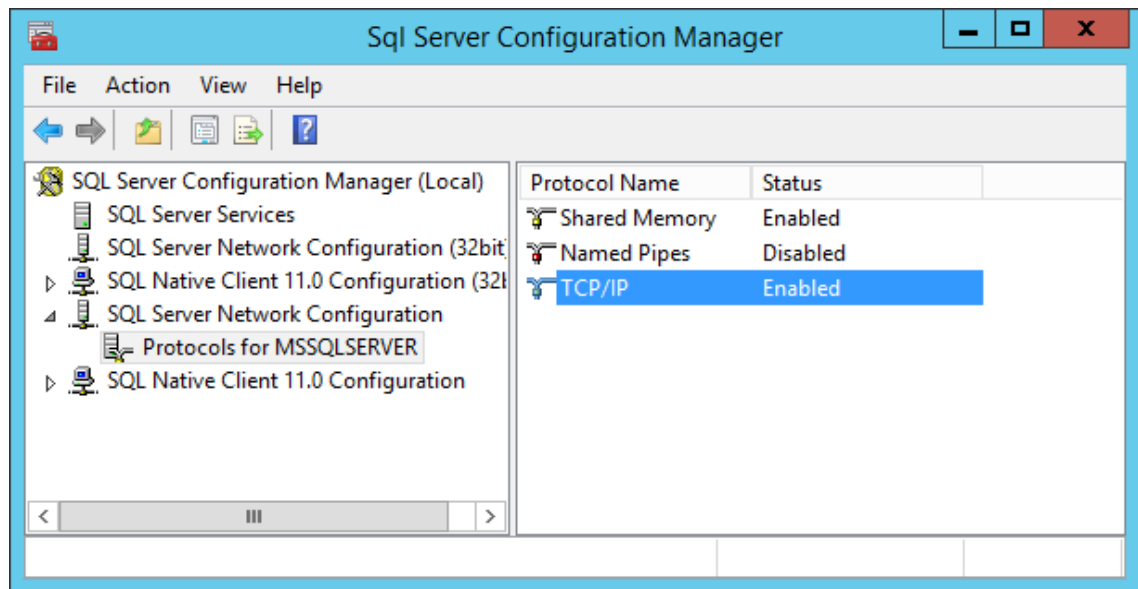 Sql Server Configuration Manager
File Action View Help
SQL Server Configuration Manager (Local)
SQL Server Services
SQL Server Network Configuration (32bit
SQL Native Client 11.0 Configuration (32
SQL Server Network Configuration
Protocols for MSSQLSERVER
SQL Native Client 11.0 Configuration
Protocol Name Status
Shared Memory Enabled
Named Pipes Disabled
TCP/IP Enabled